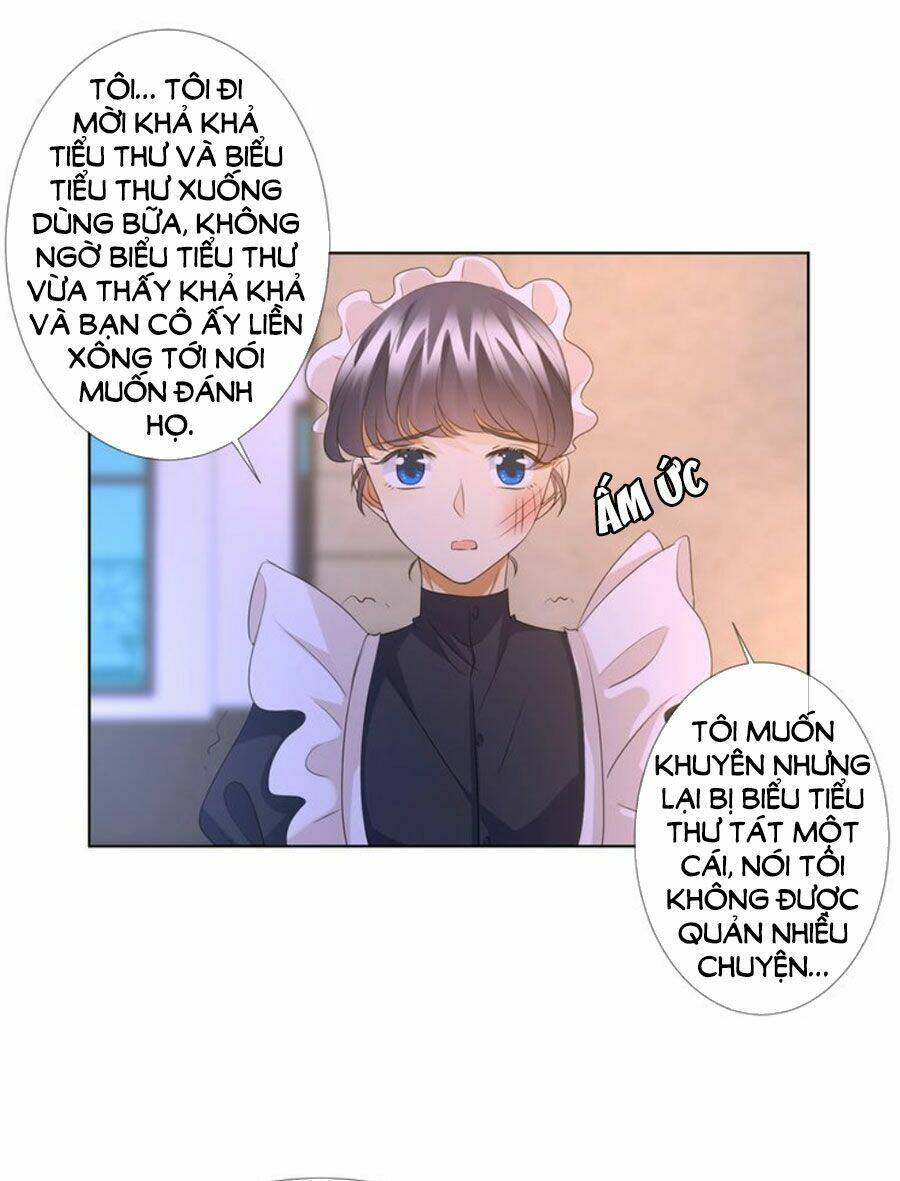 TÔI... TÔI ĐI
MỜI KHẢ KHẢ
TIỂU THƯ VÀ BIỂU
TIỂU THƯ XUỐNG
DÙNG BỮA, KHÔNG
NGỜ BIỂU TIỂU THƯ
VỪA THẤY KHẢ KHẢ
VÀ BẠN CÔ ẤY LIỀN
XÔNG TỚI NÓI
MUỐN ĐÁNH
HỌ.
ẤM ỨC
TÔI MUỐN
KHUYÊN NHƯNG
LẠI BỊ BIỂU TIỂU
THƯ TÁT MỘT
CÁI, NÓI TÔI
KHÔNG ĐƯỢC
QUẢN NHIỀU
CHUYỆN...